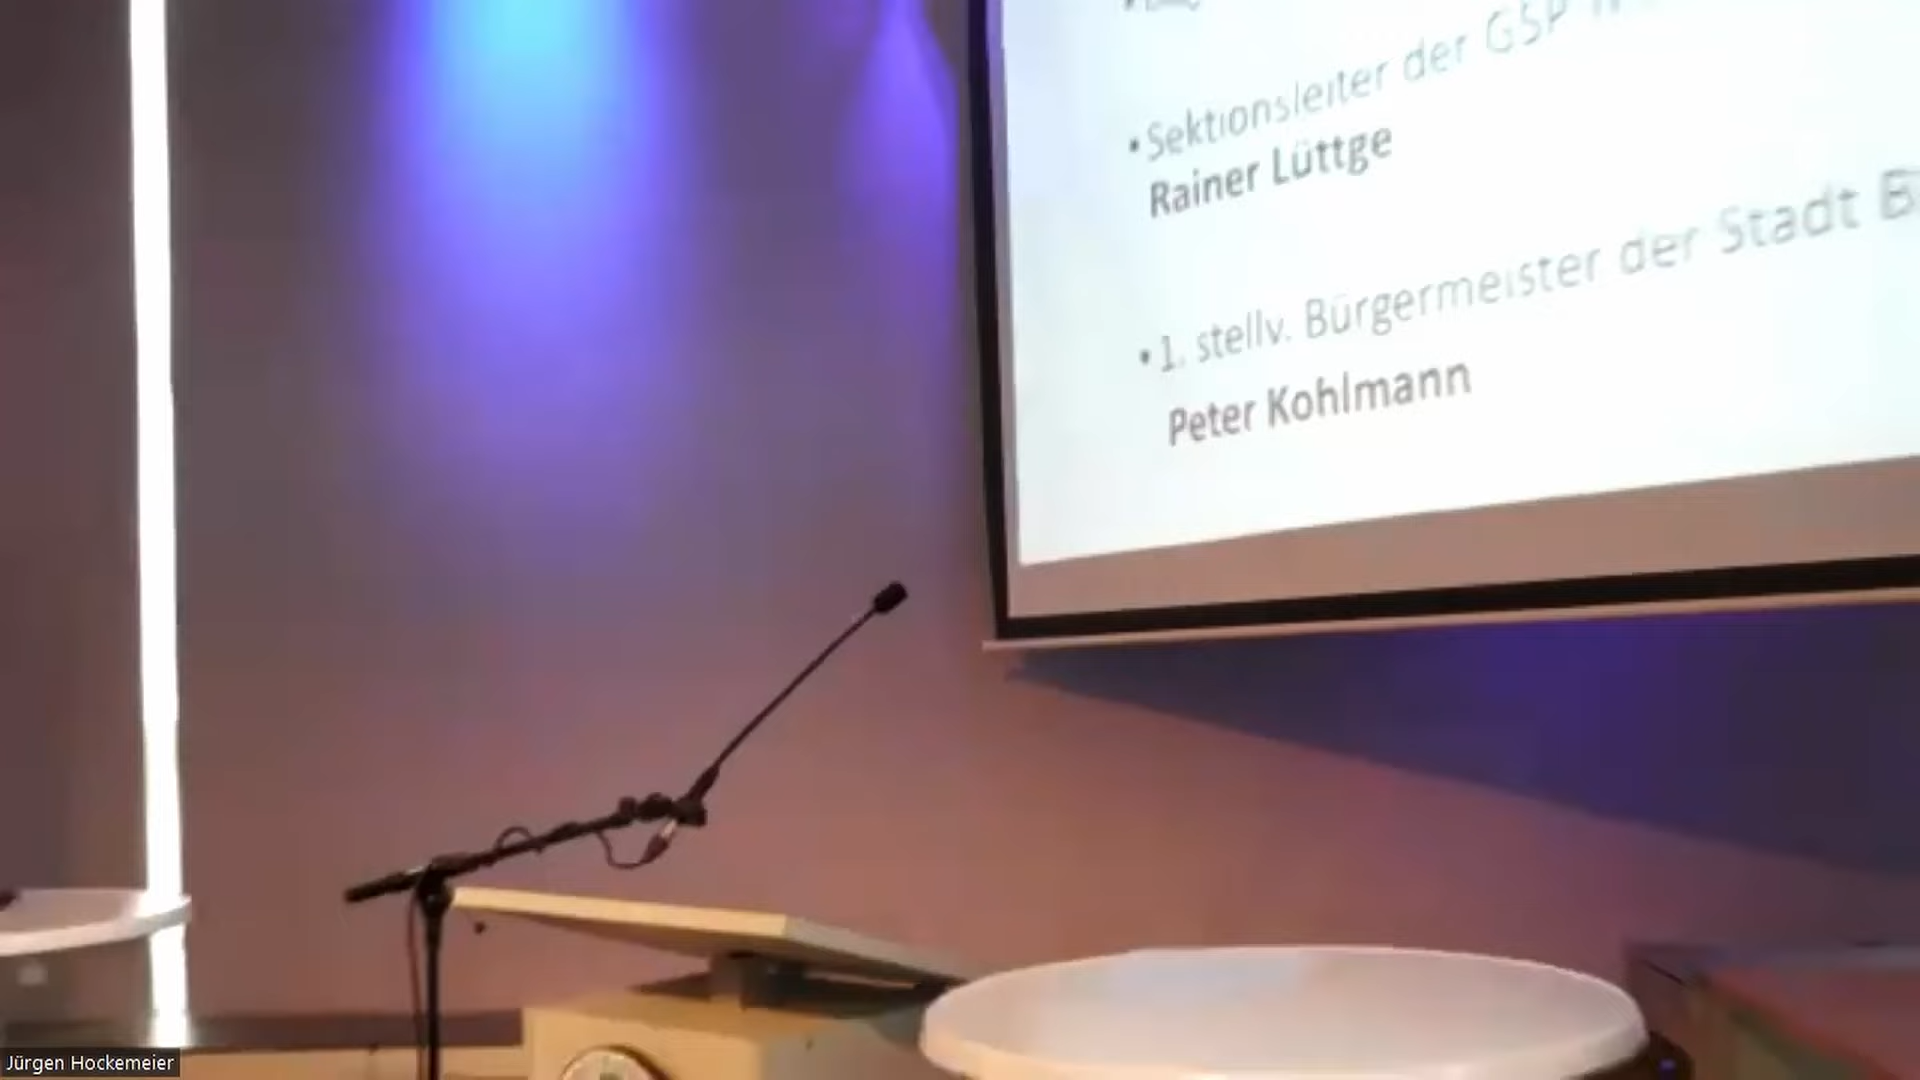 • Sektionsleiter der GSP
Rainer Lüttge
• 1. stellv. Bürgermeister der Stadt
Peter Kohlmann
Jürgen Hockemeier